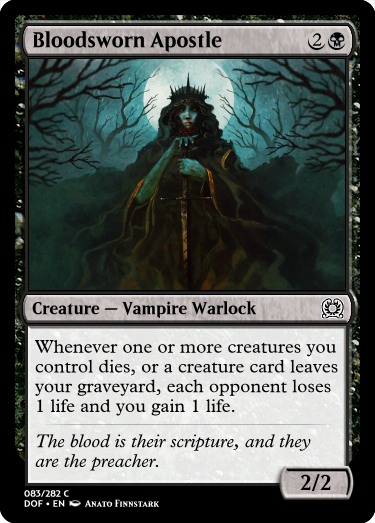 Bloodsworn Apostle 2
Creature — Vampire Warlock
Whenever one or more creatures you
control dies, or a creature card leaves
your graveyard, each opponent loses
1 life and you gain 1 life.
The blood is their scripture, and they
are the preacher.
2/2
083/282 C
DOF • EN Anato Finnstark